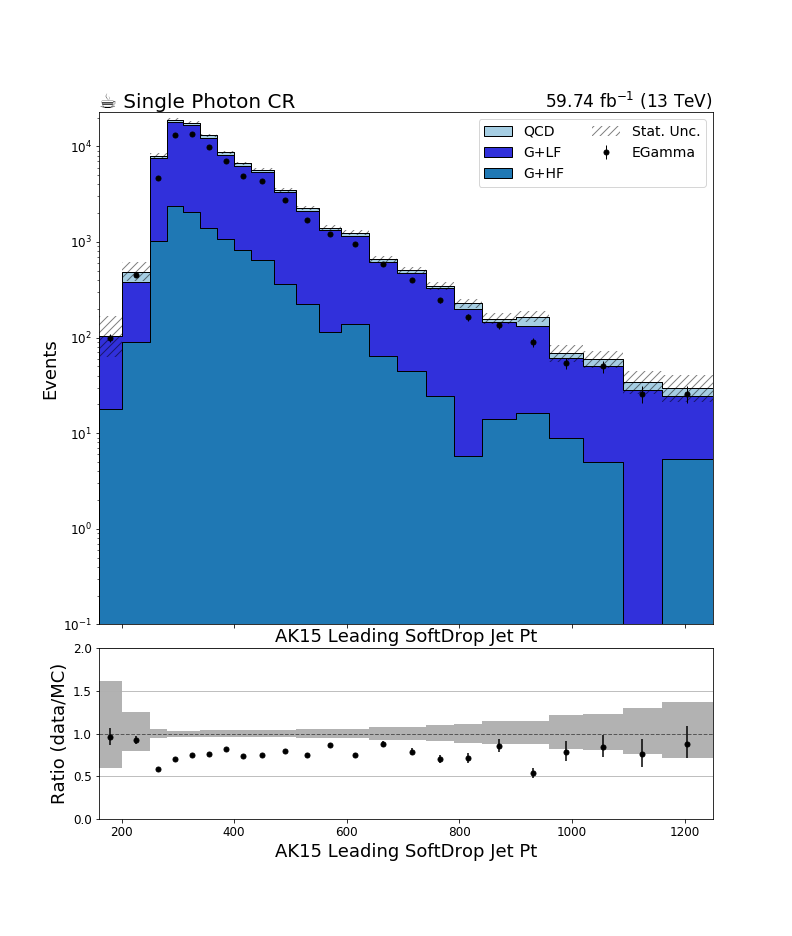 ☕ Single Photon CR 59.74 fb⁻¹ (13 TeV)
QCD Stat. Unc.
G+LF EGamma
G+HF
10⁴
10³
10²
10¹
10⁰
10⁻¹
Events
AK15 Leading SoftDrop Jet Pt
2.0
1.5
1.0
0.5
0.0
Ratio (data/MC)
200 400 600 800 1000 1200
AK15 Leading SoftDrop Jet Pt